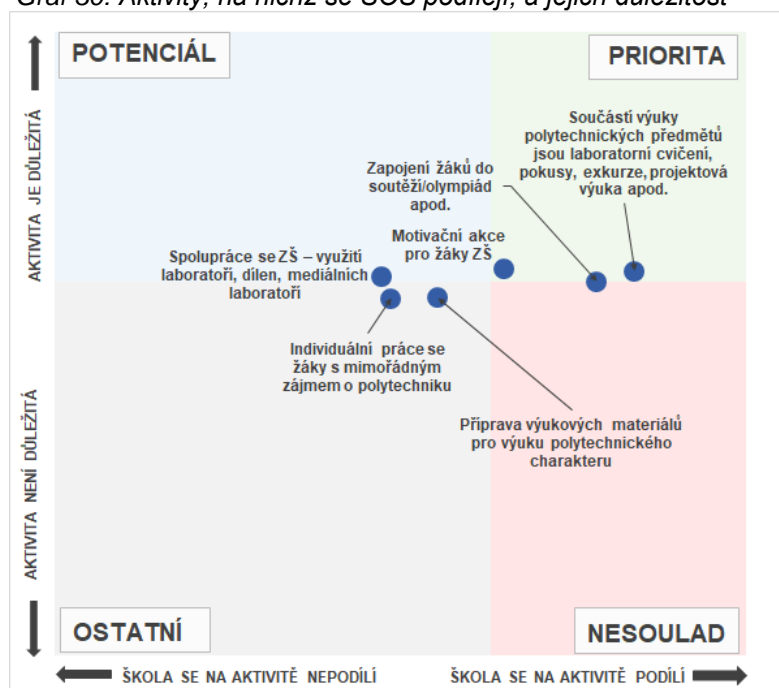 Graf 30: Aktivity, na nichž se SOŠ podílejí, a jejich důležitost
POTENCIÁL
PRIORITA
AKTIVITA JE DŮLEŽITÁ
Součástí výuky
polytechnických předmětů
jsou laboratorní cvičení,
pokusy, exkurze, projektová
výuka apod.
Zapojení žáků do
soutěží/olympiád
apod.
Motivační akce
pro žáky ZŠ
Spolupráce se ZŠ – využití
laboratoří, dílen, mediálních
laboratoří
Individuální práce se
žáky s mimořádným
zájmem o polytechniku
Příprava výukových materiálů
pro výuku polytechnického
charakteru
AKTIVITA NENÍ DŮLEŽITÁ
OSTATNÍ
NESOULAD
ŠKOLA SE NA AKTIVITĚ NEPODÍLÍ
ŠKOLA SE NA AKTIVITĚ PODÍLÍ